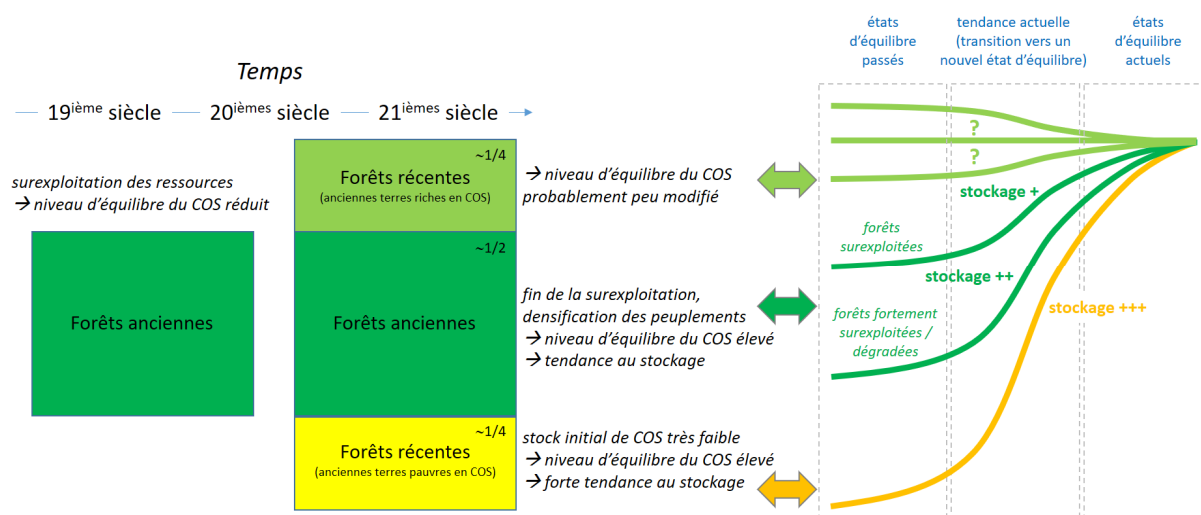 Temps
19ième siècle
20ièmes siècle
21ièmes siècle
surexploitation des ressources
→ niveau d'équilibre du COS réduit
Forêts anciennes
~1/4
Forêts récentes
(anciennes terres riches en COS)
→ niveau d'équilibre du COS
probablement peu modifié
~1/2
Forêts anciennes
fin de la surexploitation,
densification des peuplements
→ niveau d'équilibre du COS élevé
→ tendance au stockage
~1/4
Forêts récentes
(anciennes terres pauvres en COS)
stock initial de COS très faible
→ niveau d'équilibre du COS élevé
→ forte tendance au stockage
états
d'équilibre
passés
tendance actuelle
(transition vers un
nouvel état d'équilibre)
états
d'équilibre
actuels
?
?
stockage +
forêts
surexploitées
stockage ++
forêts fortement
surexploitées /
dégradées
stockage +++